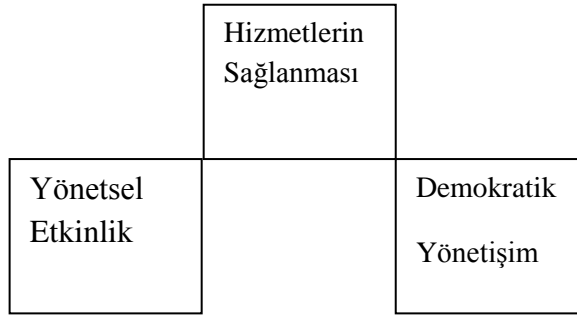 Hizmetlerin
Sağlanması
Yönetsel
Etkinlik
Demokratik
Yönetişim